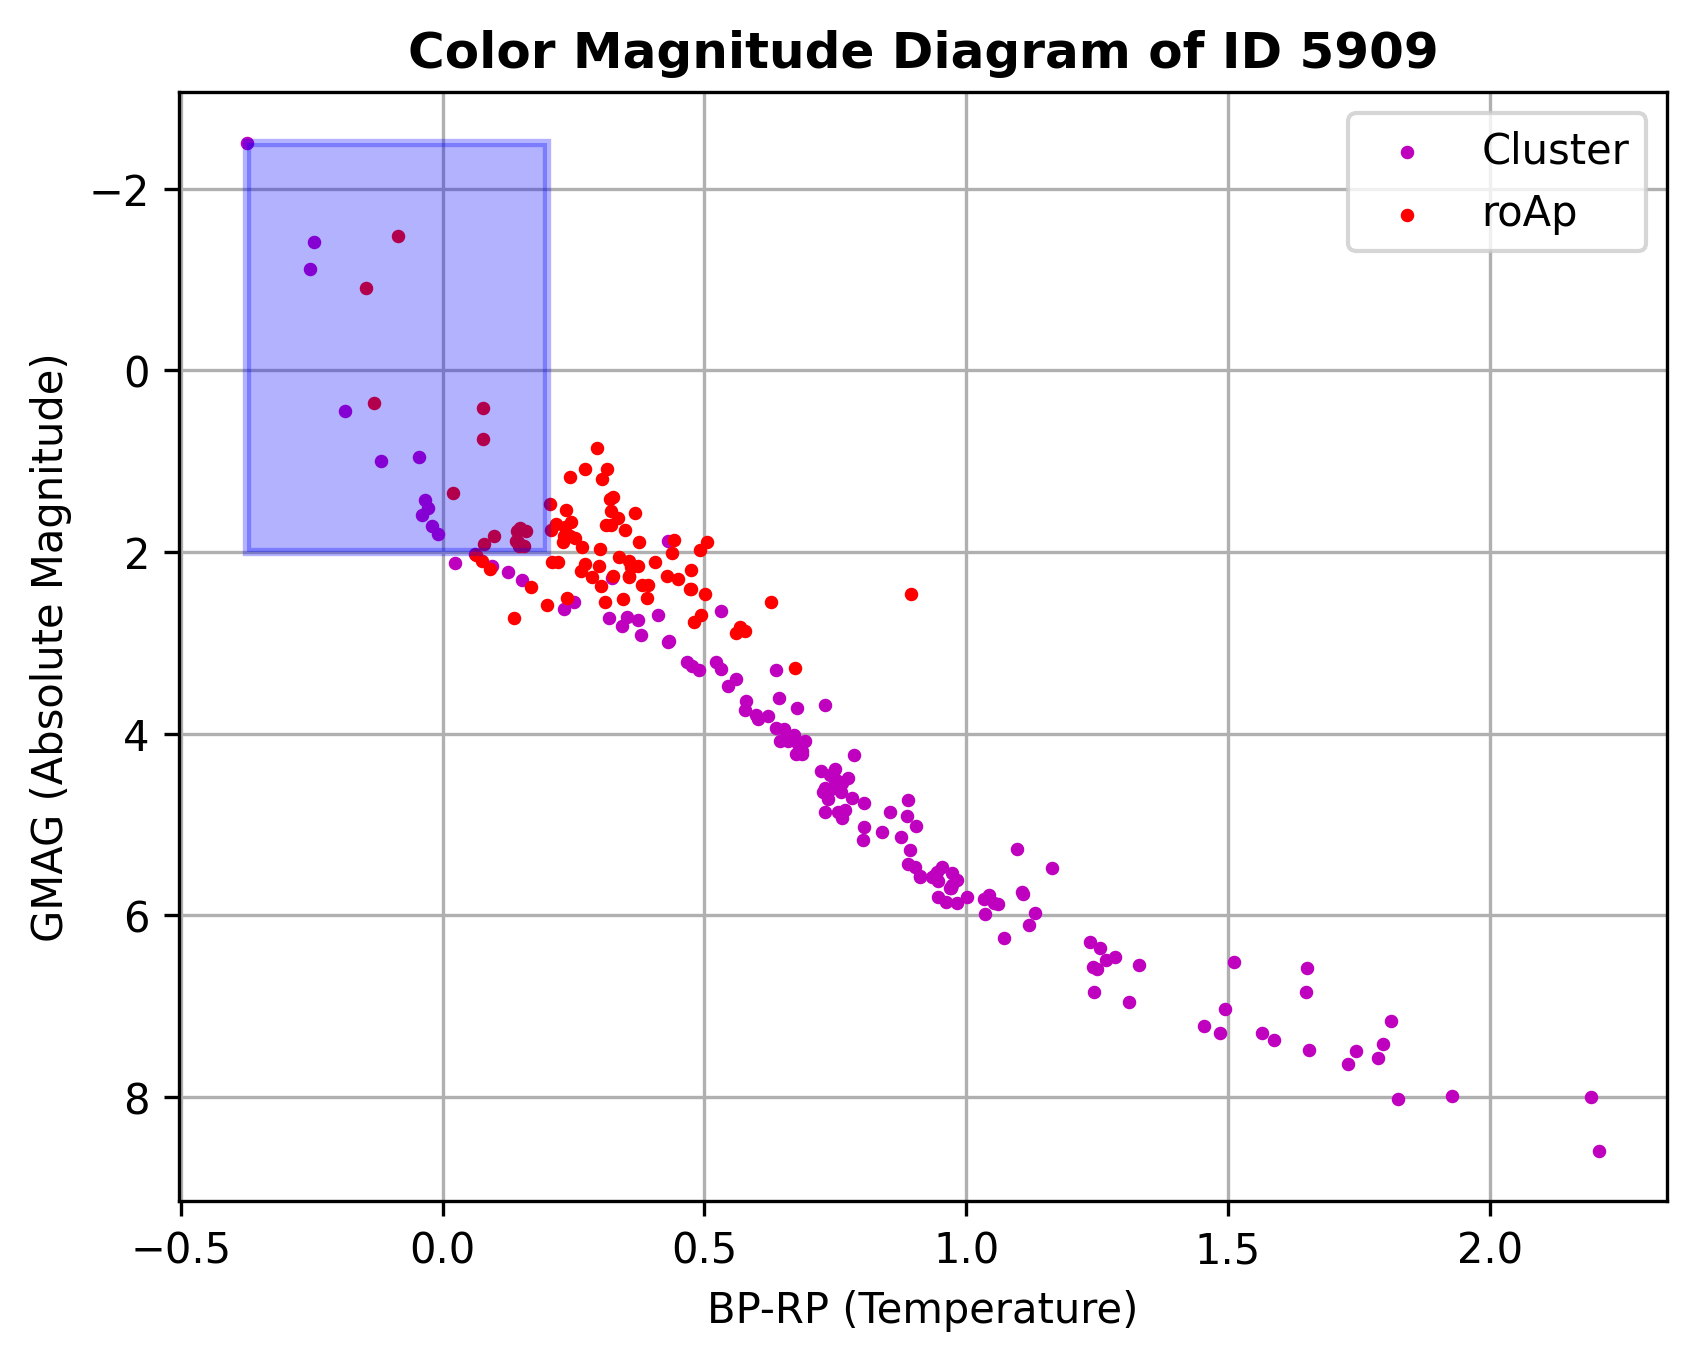 Color Magnitude Diagram of ID 5909
Cluster
roAp
−2
0
2
4
6
8
GMAG (Absolute Magnitude)
−0.5 0.0 0.5 1.0 1.5 2.0
BP-RP (Temperature)